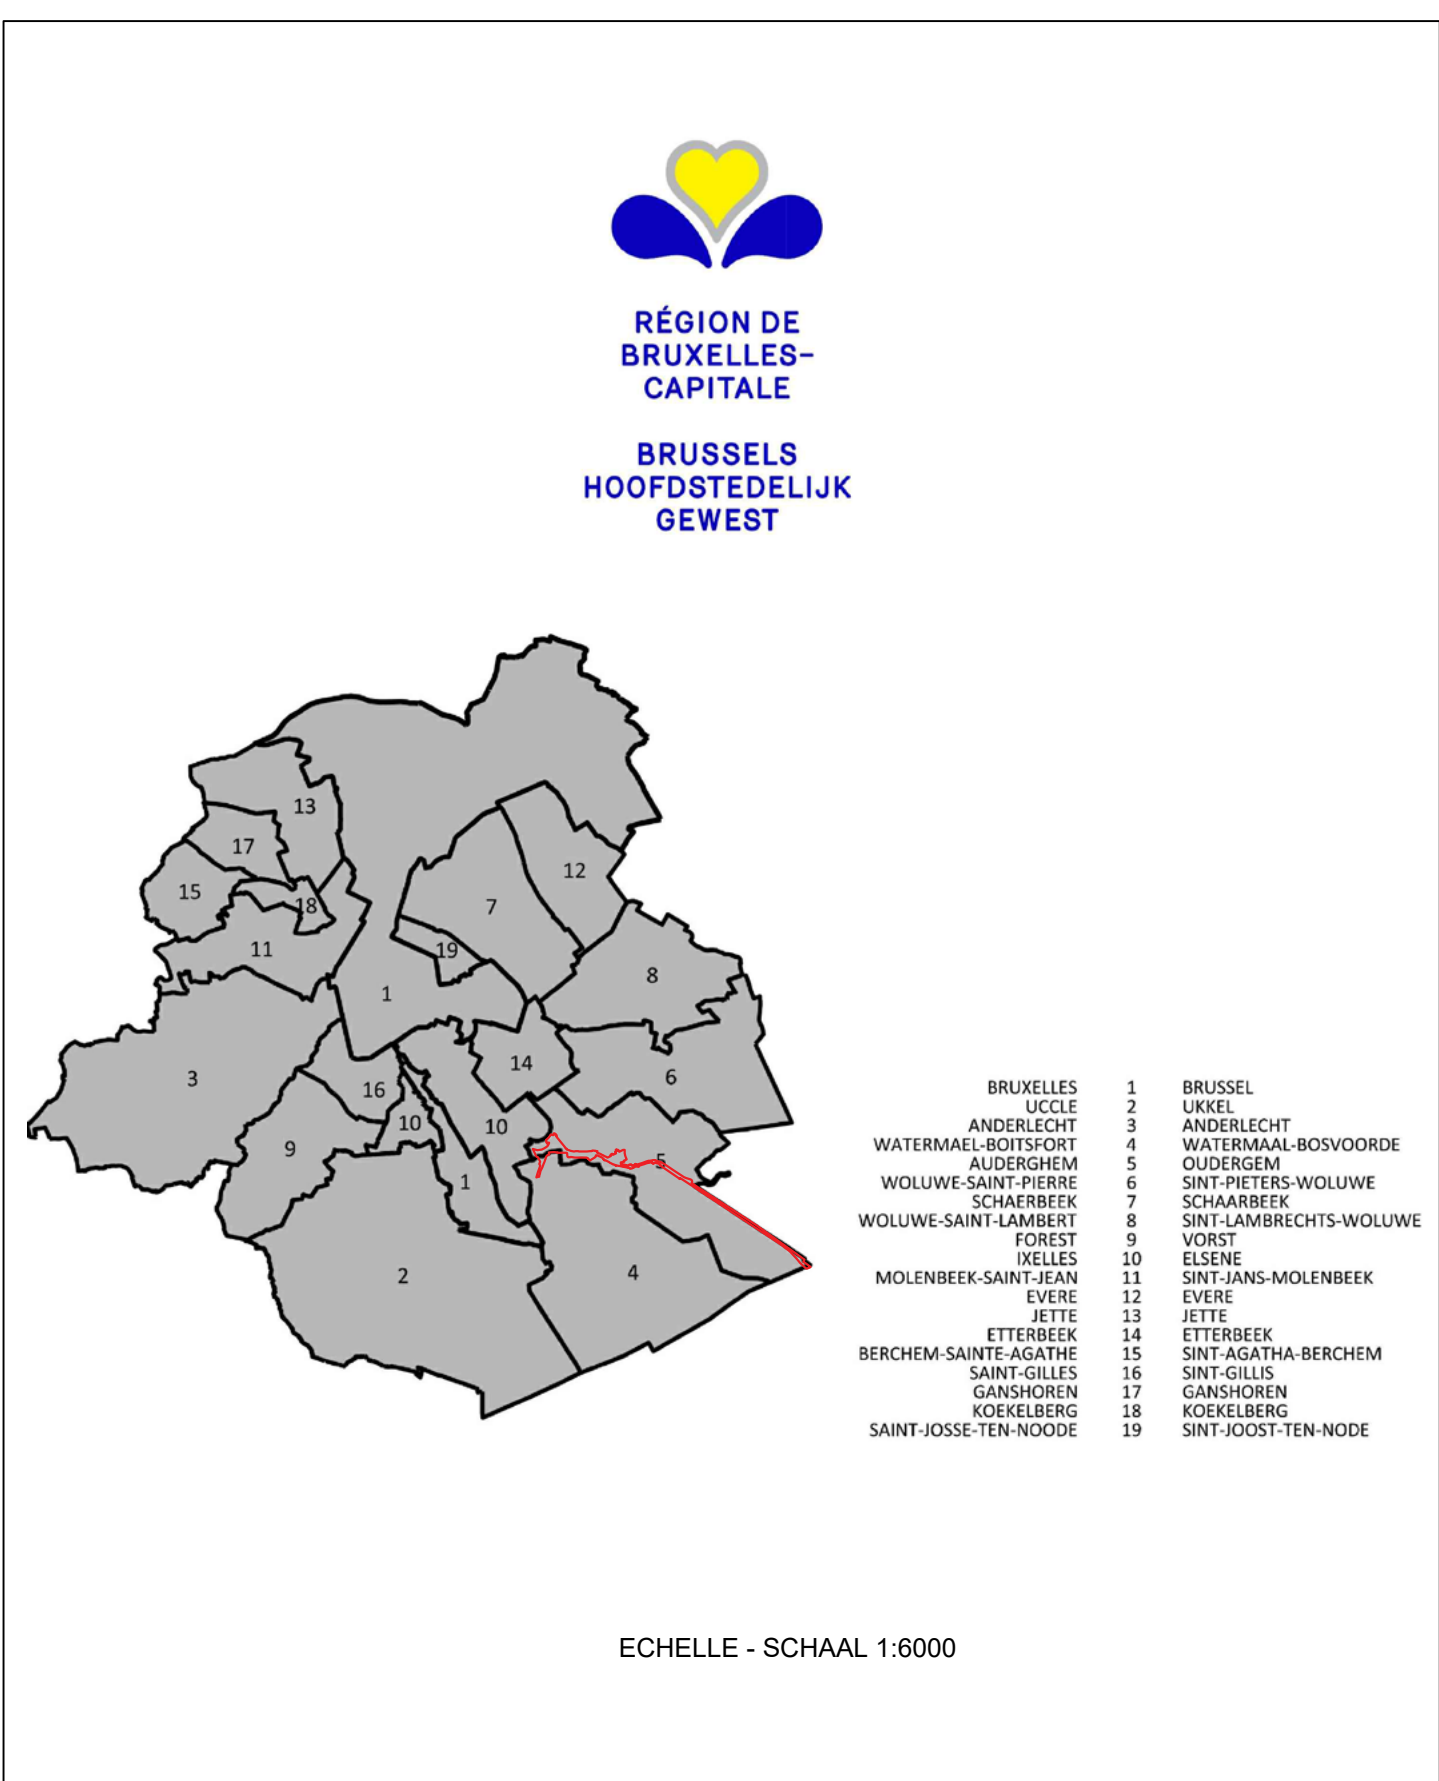 RÉGION DE
BRUXELLES-
CAPITALE
BRUSSELS
HOOFDSTEDELIJK
GEWEST
13
17
12
15
18
7
11
19
8
1
14
3
6
16
10
10
9
5
1
2
4
BRUXELLES 1 BRUSSEL
UCCLE 2 UKKEL
ANDERLECHT 3 ANDERLECHT
WATERMAEL-BOITSFORT 4 WATERMAAL-BOSVOORDE
AUDERGHEM 5 OUDERGEM
WOLUWE-SAINT-PIERRE 6 SINT-PIETERS-WOLUWE
SCHAERBEEK 7 SCHAARBEEK
WOLUWE-SAINT-LAMBERT 8 SINT-LAMBRECHTS-WOLUWE
FOREST 9 VORST
IXELLES 10 ELSENE
MOLENBEEK-SAINT-JEAN 11 SINT-JANS-MOLENBEEK
EVERE 12 EVERE
JETTE 13 JETTE
ETTERBEEK 14 ETTERBEEK
BERCHEM-SAINTE-AGATHE 15 SINT-AGATHA-BERCHEM
SAINT-GILLES 16 SINT-GILLIS
GANSHOREN 17 GANSHOREN
KOEKELBERG 18 KOEKELBERG
SAINT-JOSSE-TEN-NOODE 19 SINT-JOOST-TEN-NODE
ECHELLE - SCHAAL 1:6000